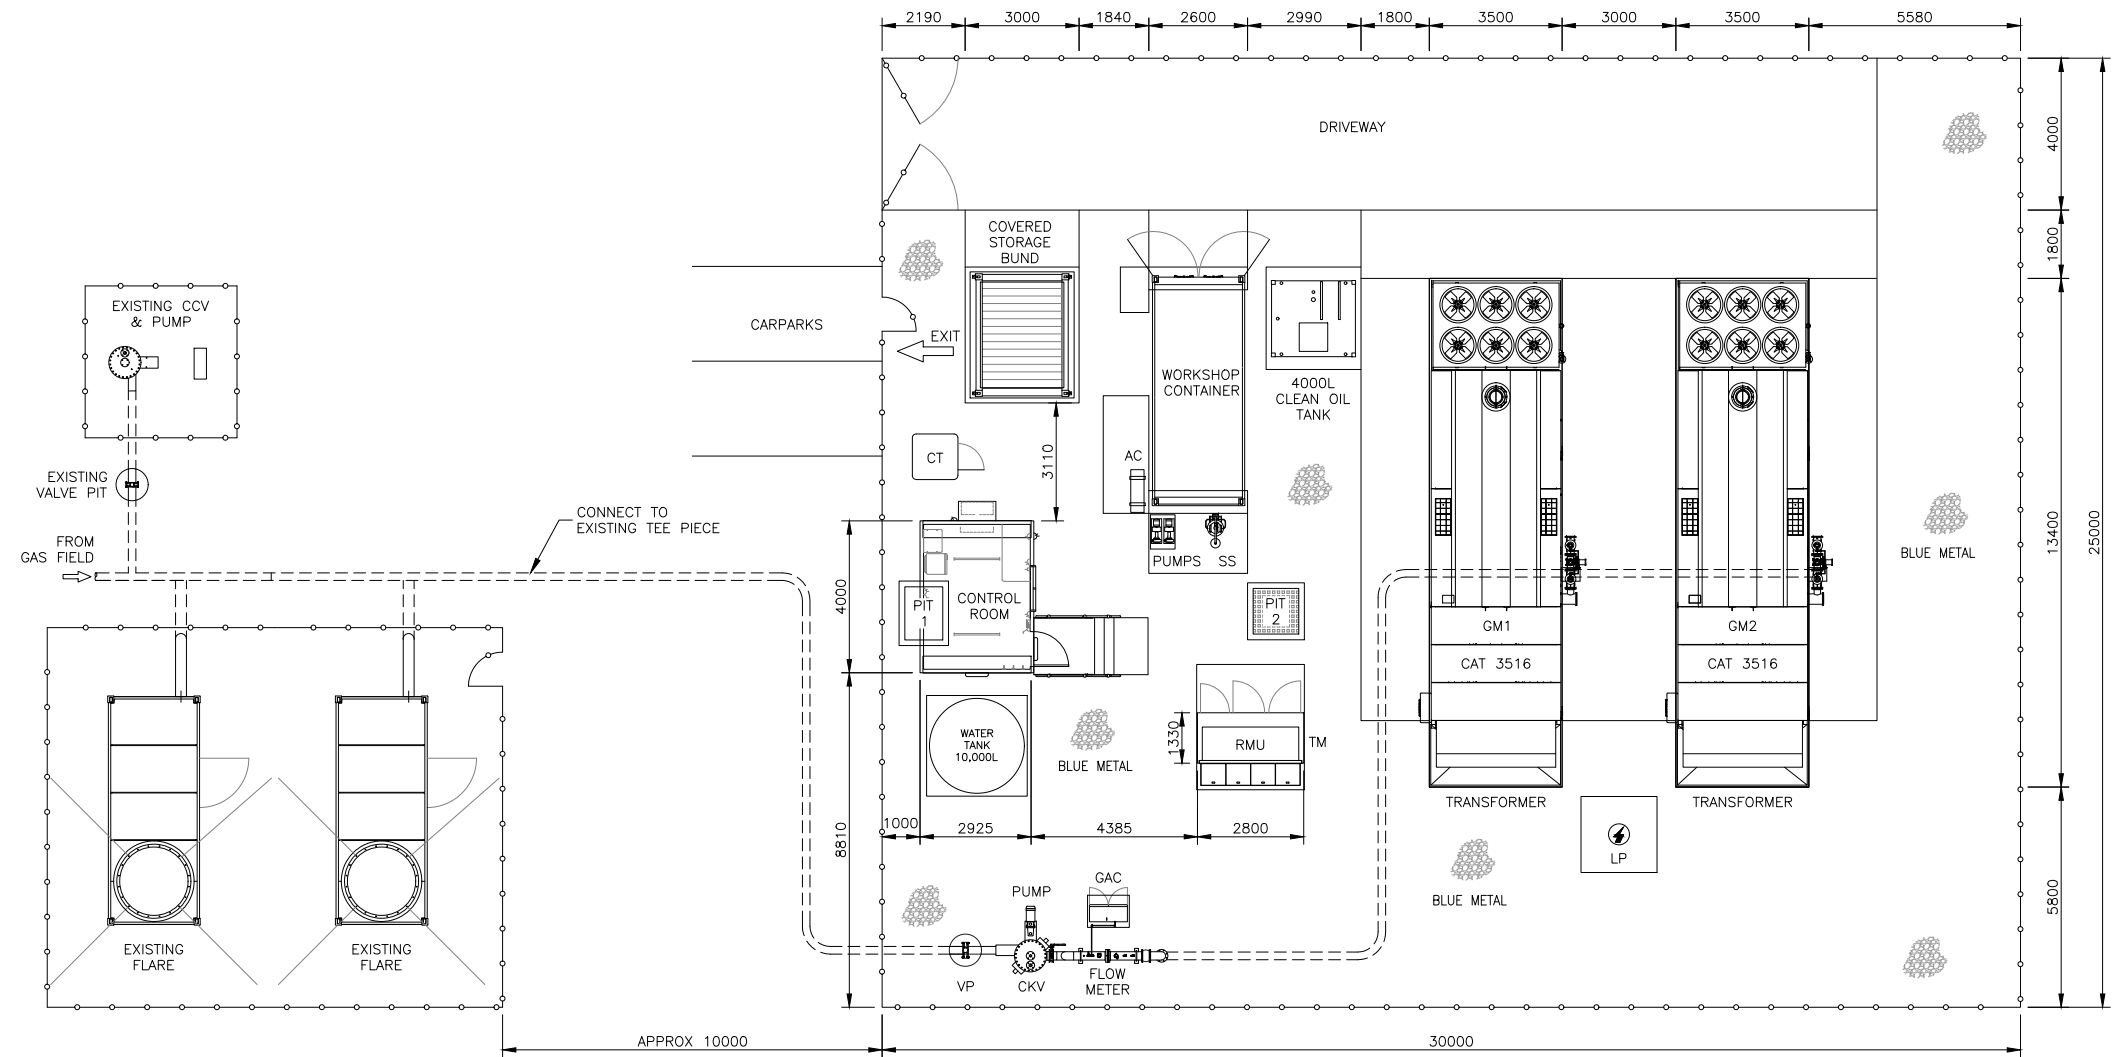 2190
3000
1840
2600
2990
1800
3500
3000
3500
5580
DRIVEWAY
4000
COVERED
STORAGE
BUND
1800
EXISTING CCV
& PUMP
CARPARKS
EXIT
WORKSHOP
CONTAINER
4000L
CLEAN OIL
TANK
3110
CT
AC
EXISTING
VALVE PIT
CONNECT TO
EXISTING TEE PIECE
FROM
GAS FIELD
BLUE METAL
13400
25000
PUMPS
SS
4000
PIT
1
CONTROL
ROOM
PIT
2
GM1
GM2
CAT 3516
CAT 3516
WATER
TANK
10,000L
1330
RMU
TM
BLUE METAL
TRANSFORMER
TRANSFORMER
1000
2925
4385
2800
8810
LP
PUMP
GAC
BLUE METAL
5800
EXISTING
FLARE
EXISTING
FLARE
VP
CKV
FLOW
METER
APPROX 10000
30000